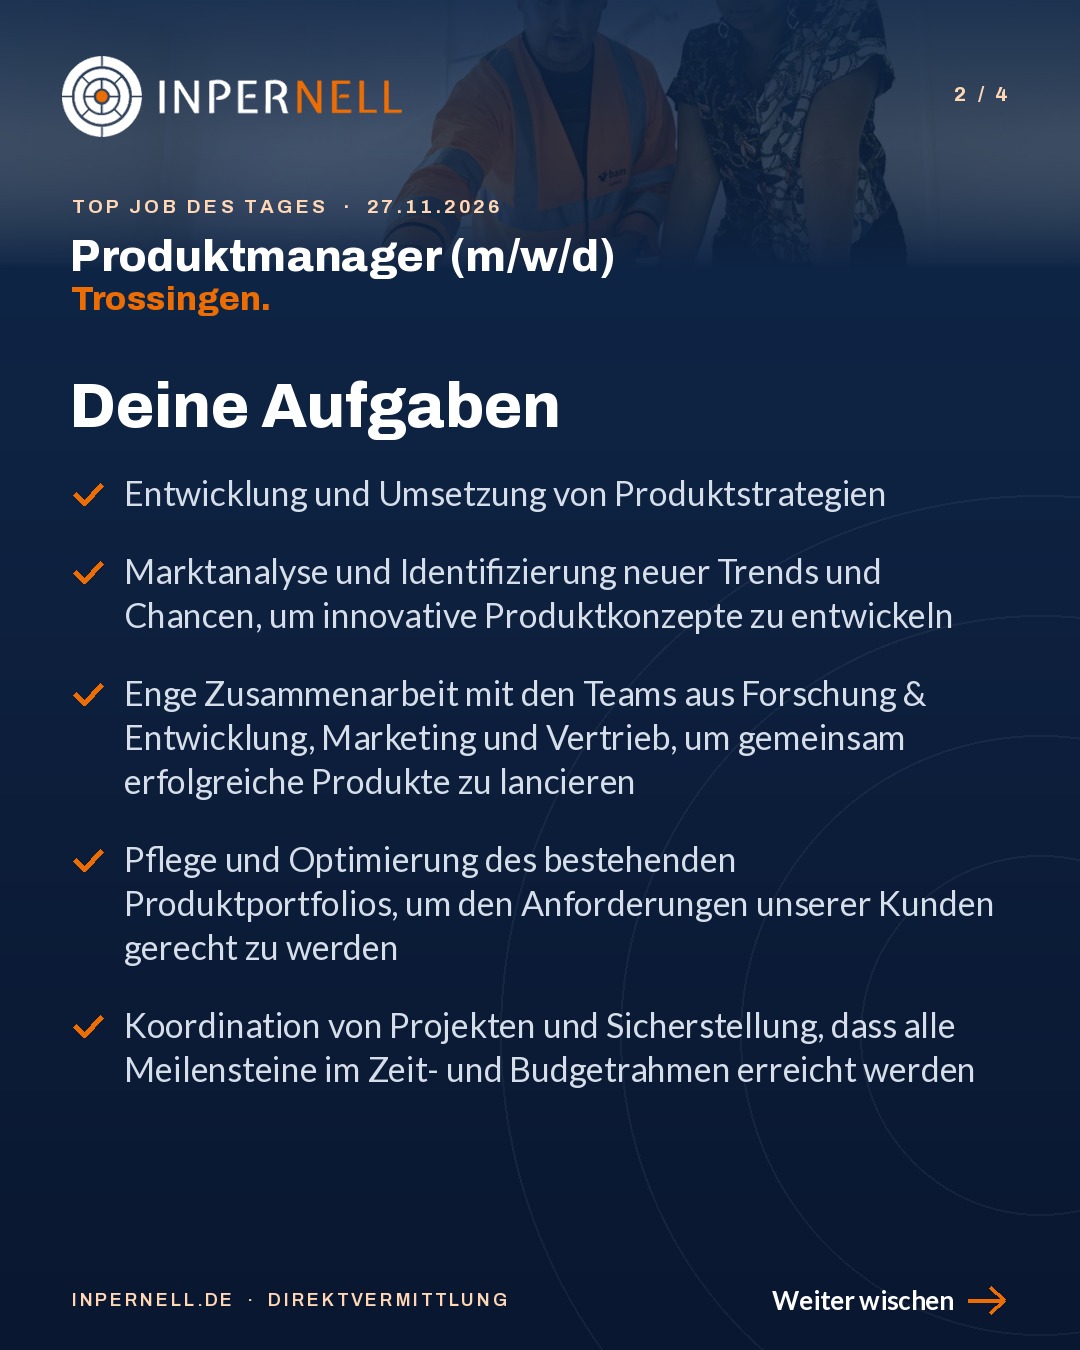 INPERNELL
2 / 4
TOP JOB DES TAGES · 27.11.2026
Produktmanager (m/w/d)
Trossingen.
Deine Aufgaben
Entwicklung und Umsetzung von Produktstrategien
Marktanalyse und Identifizierung neuer Trends und
Chancen, um innovative Produktkonzepte zu entwickeln
Enge Zusammenarbeit mit den Teams aus Forschung &
Entwicklung, Marketing und Vertrieb, um gemeinsam
erfolgreiche Produkte zu lancieren
Pflege und Optimierung des bestehenden
Produktportfolios, um den Anforderungen unserer Kunden
gerecht zu werden
Koordination von Projekten und Sicherstellung, dass alle
Meilensteine im Zeit- und Budgetrahmen erreicht werden
INPERNELL.DE · DIREKTVERMITTLUNG
Weiter wischen